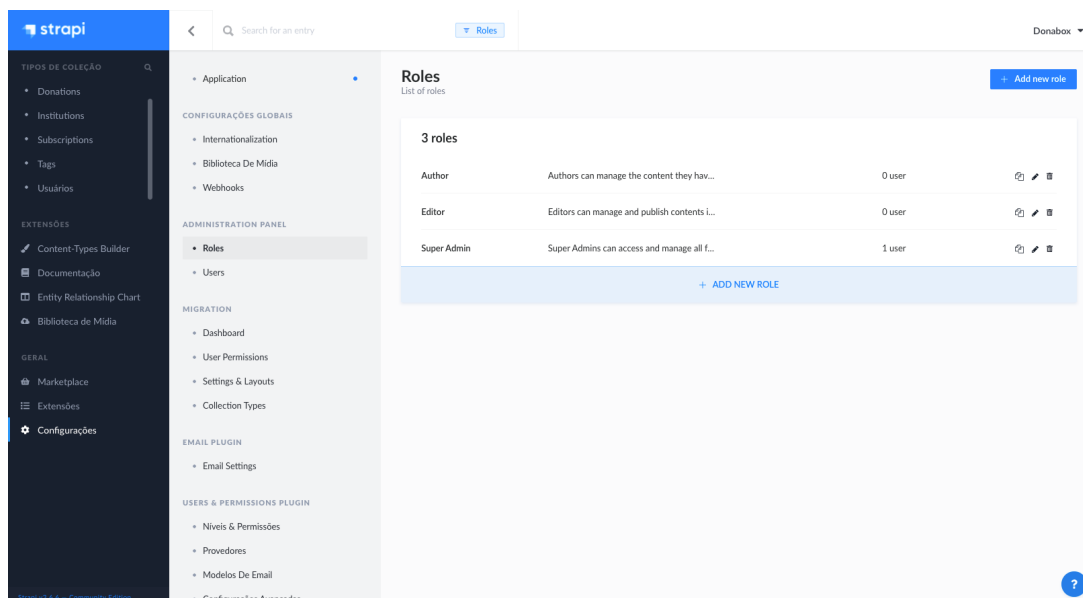 strapi
Search for an entry
Roles
Donabox
TIPOS DE COLEÇÃO
Donations
Institutions
Subscriptions
Tags
Usuários
EXTENSÕES
Content-Types Builder
Documentação
Entity Relationship Chart
Biblioteca de Mídia
GERAL
Marketplace
Extensões
Configurações
Application
CONFIGURAÇÕES GLOBAIS
Internationalization
Biblioteca De Mídia
Webhooks
ADMINISTRATION PANEL
Roles
Users
MIGRATION
Dashboard
User Permissions
Settings & Layouts
Collection Types
EMAIL PLUGIN
Email Settings
USERS & PERMISSIONS PLUGIN
Níveis & Permissões
Provedores
Modelos De Email
Roles
List of roles
+ Add new role
3 roles
Author Authors can manage the content they hav... 0 user
Editor Editors can manage and publish contents i... 0 user
Super Admin Super Admins can access and manage all f... 1 user
+ ADD NEW ROLE
?